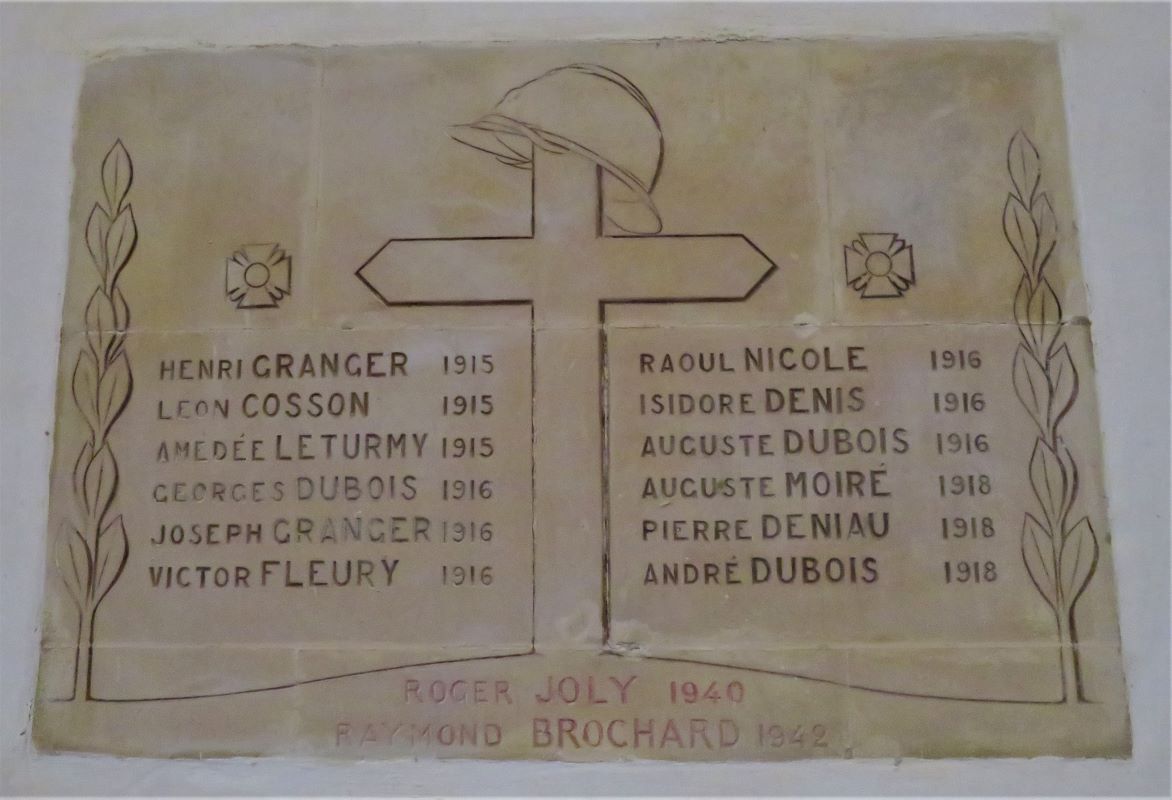 HENRI GRANGER 1915
LEON COSSON 1915
AMEDÉE LETURMY 1915
GEORGES DUBOIS 1916
JOSEPH GRANGER 1916
VICTOR FLEURY 1916
RAOUL NICOLE 1916
ISIDORE DENIS 1916
AUGUSTE DUBOIS 1916
AUGUSTE MOIRÉ 1918
PIERRE DENIAU 1918
ANDRÉ DUBOIS 1918
ROGER JOLY 1940
RAYMOND BROCHARD 1942